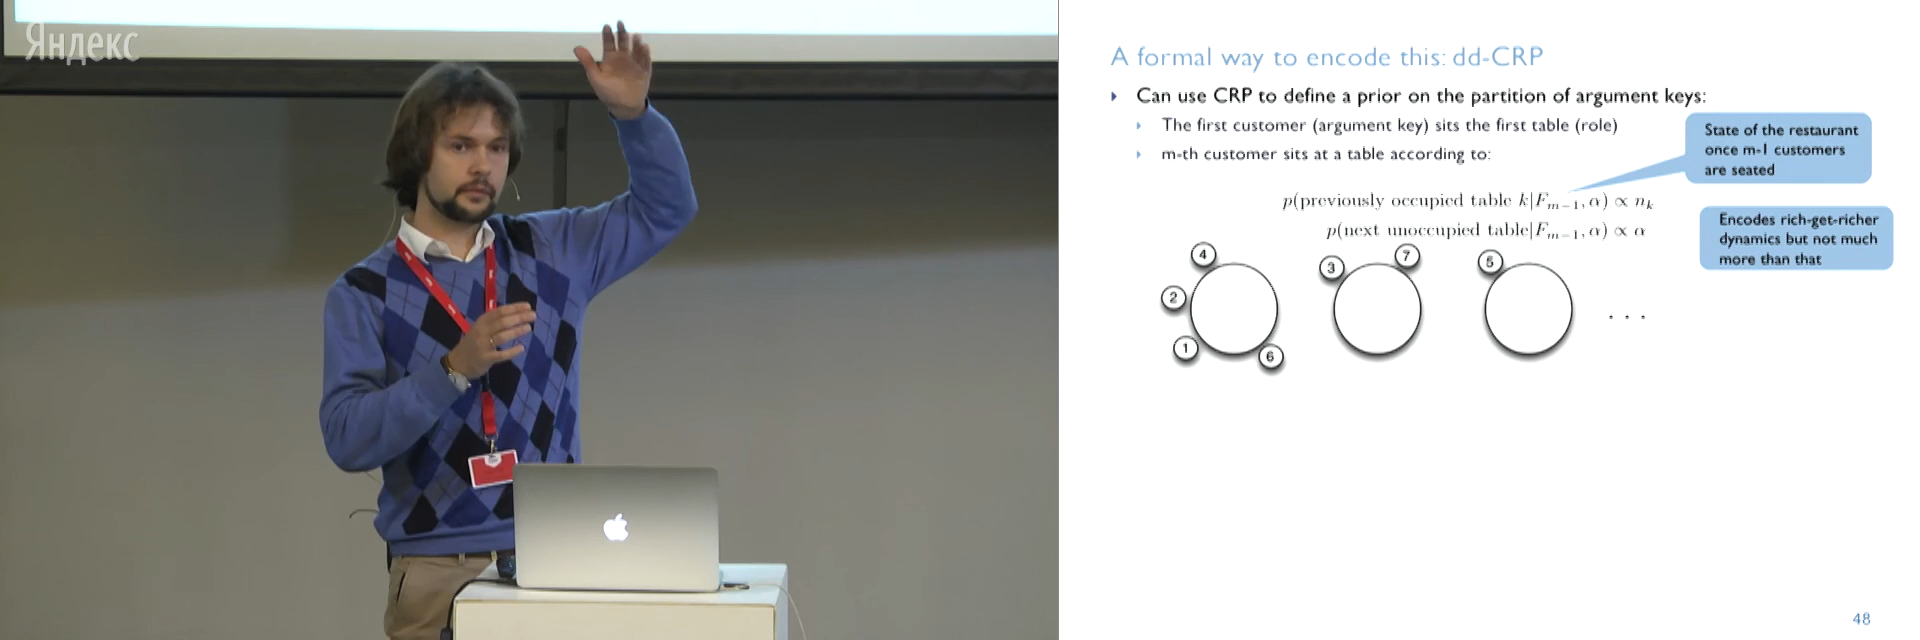 Яндекс
A formal way to encode this: dd-CRP
Can use CRP to define a prior on the partition of argument keys:
The first customer (argument key) sits the first table (role)
m-th customer sits at a table according to:
State of the restaurant
once m-1 customers
are seated
p(previously occupied table k|F_{m-1}, α) ∝ n_k
p(next unoccupied table|F_{m-1}, α) ∝ α
Encodes rich-get-richer
dynamics but not much
more than that
4
2
1
6
3
7
5
. . .
48